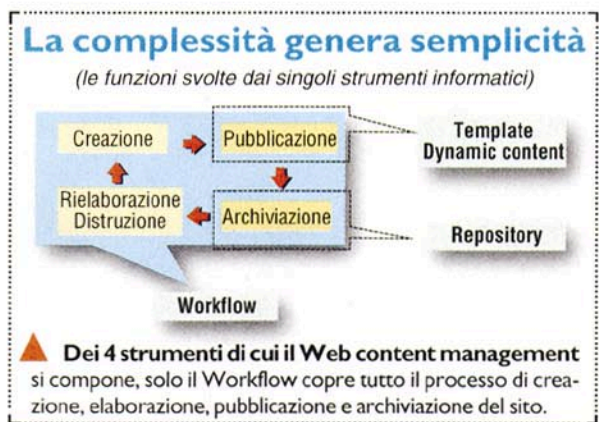 La complessità genera semplicità
(le funzioni svolte dai singoli strumenti informatici)
Creazione
Pubblicazione
Template
Dynamic content
Rielaborazione
Distruzione
Archiviazione
Repository
Workflow
Dei 4 strumenti di cui il Web content management
si compone, solo il Workflow copre tutto il processo di crea-
zione, elaborazione, pubblicazione e archiviazione del sito.